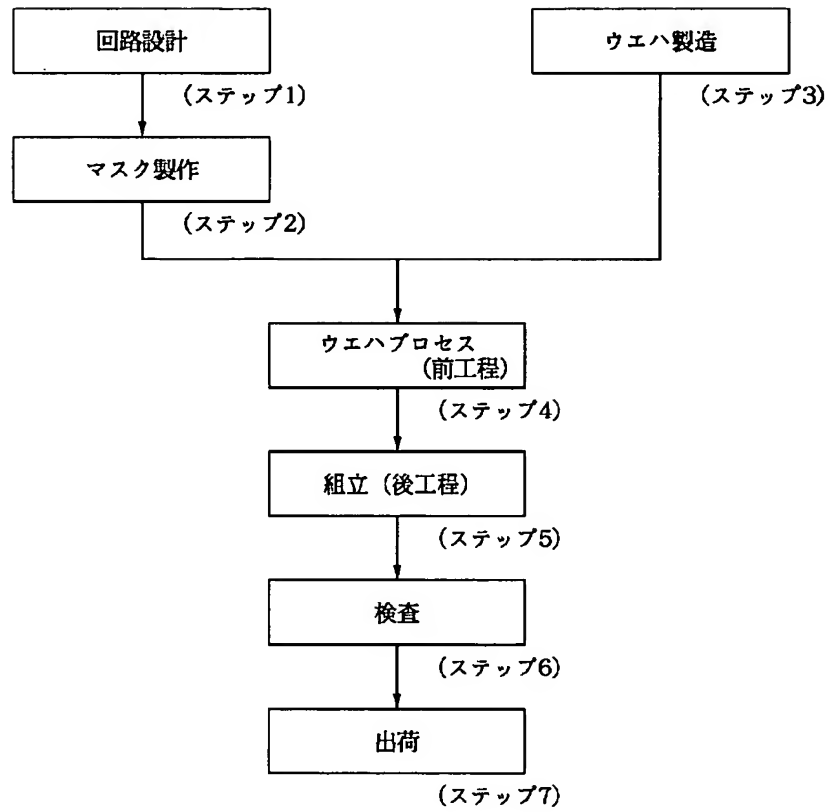 回路設計
(ステップ1)
マスク製作
(ステップ2)
ウエハ製造
(ステップ3)
ウエハプロセス
(前工程)
(ステップ4)
組立(後工程)
(ステップ5)
検査
(ステップ6)
出荷
(ステップ7)